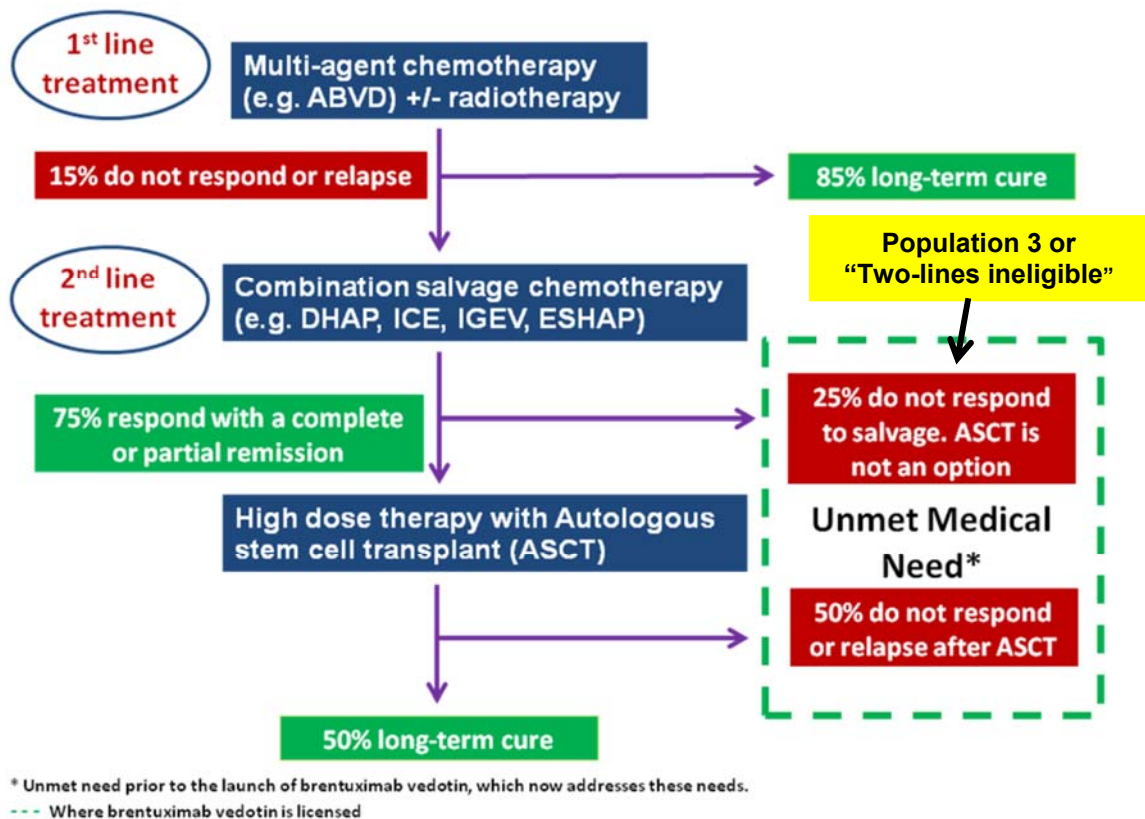 1st line
treatment
Multi-agent chemotherapy
(e.g. ABVD) +/- radiotherapy
15% do not respond or relapse
85% long-term cure
Population 3 or
“Two-lines ineligible”
2nd line
treatment
Combination salvage chemotherapy
(e.g. DHAP, ICE, IGEV, ESHAP)
75% respond with a complete
or partial remission
25% do not respond
to salvage. ASCT is
not an option
High dose therapy with Autologous
stem cell transplant (ASCT)
Unmet Medical
Need*
50% do not respond
or relapse after ASCT
50% long-term cure
* Unmet need prior to the launch of brentuximab vedotin, which now addresses these needs.
--- Where brentuximab vedotin is licensed